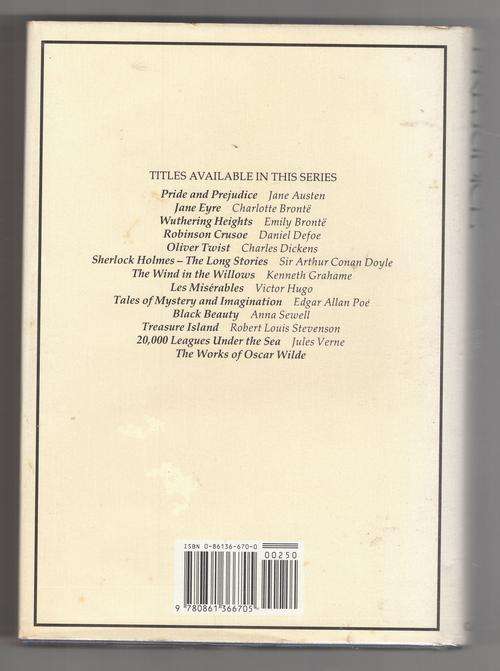 TITLES AVAILABLE IN THIS SERIES
Pride and Prejudice Jane Austen
Jane Eyre Charlotte Brontë
Wuthering Heights Emily Brontë
Robinson Crusoe Daniel Defoe
Oliver Twist Charles Dickens
Sherlock Holmes – The Long Stories Sir Arthur Conan Doyle
The Wind in the Willows Kenneth Grahame
Les Misérables Victor Hugo
Tales of Mystery and Imagination Edgar Allan Poe
Black Beauty Anna Sewell
Treasure Island Robert Louis Stevenson
20,000 Leagues Under the Sea Jules Verne
The Works of Oscar Wilde
ISBN 0-86136-670-0
00250
9 780861 366705